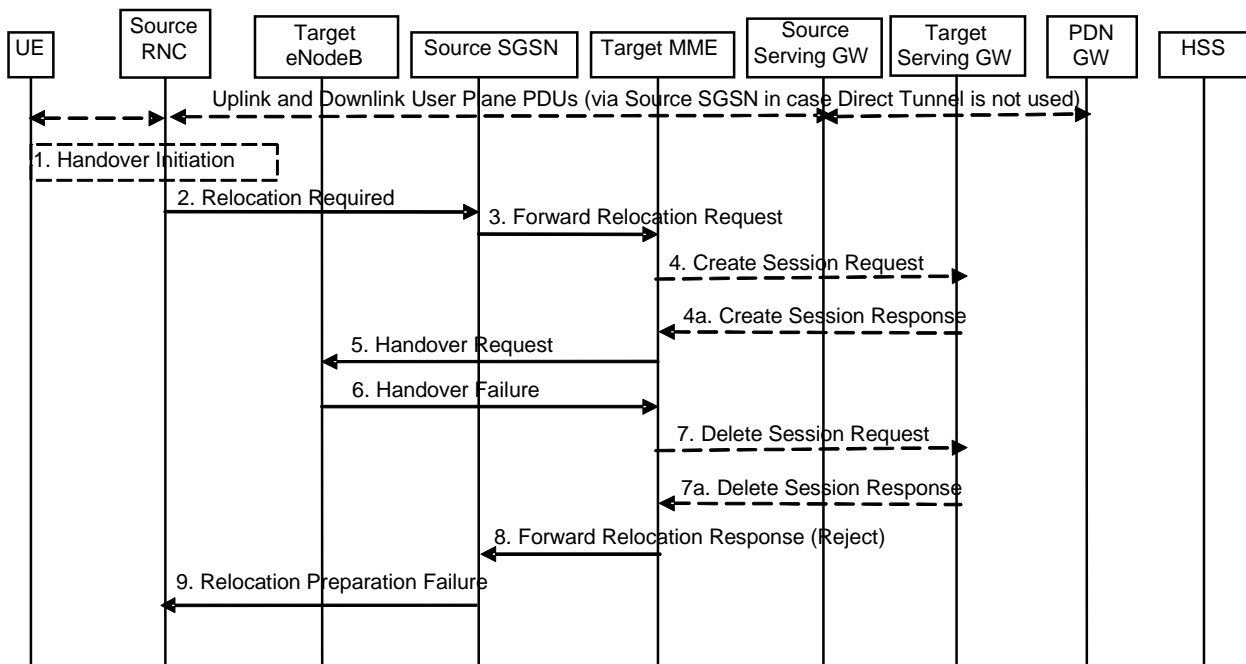 UE
Source
RNC
Target
eNodeB
Source SGSN
Target MME
Source
Serving GW
Target
Serving GW
PDN
GW
HSS
Uplink and Downlink User Plane PDUs (via Source SGSN in case Direct Tunnel is not used)
1. Handover Initiation
2. Relocation Required
3. Forward Relocation Request
4. Create Session Request
4a. Create Session Response
5. Handover Request
6. Handover Failure
7. Delete Session Request
7a. Delete Session Response
8. Forward Relocation Response (Reject)
9. Relocation Preparation Failure